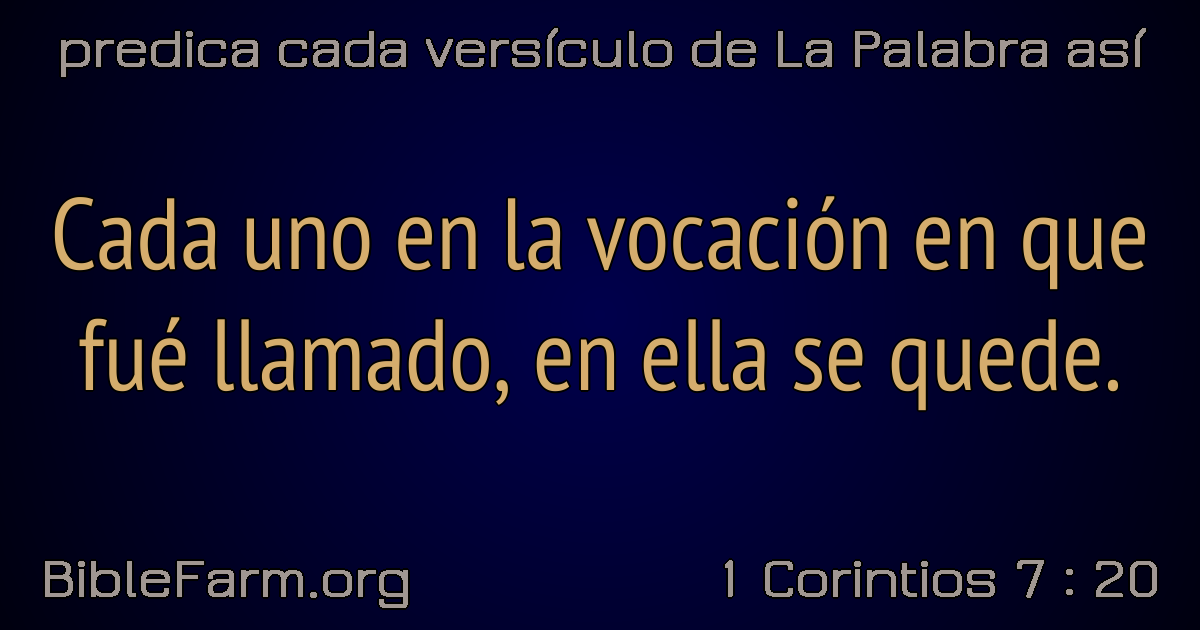 predica cada versículo de La Palabra así
Cada uno en la vocación en que
fué llamado, en ella se quede.
BibleFarm.org
1 Corintios 7 : 20